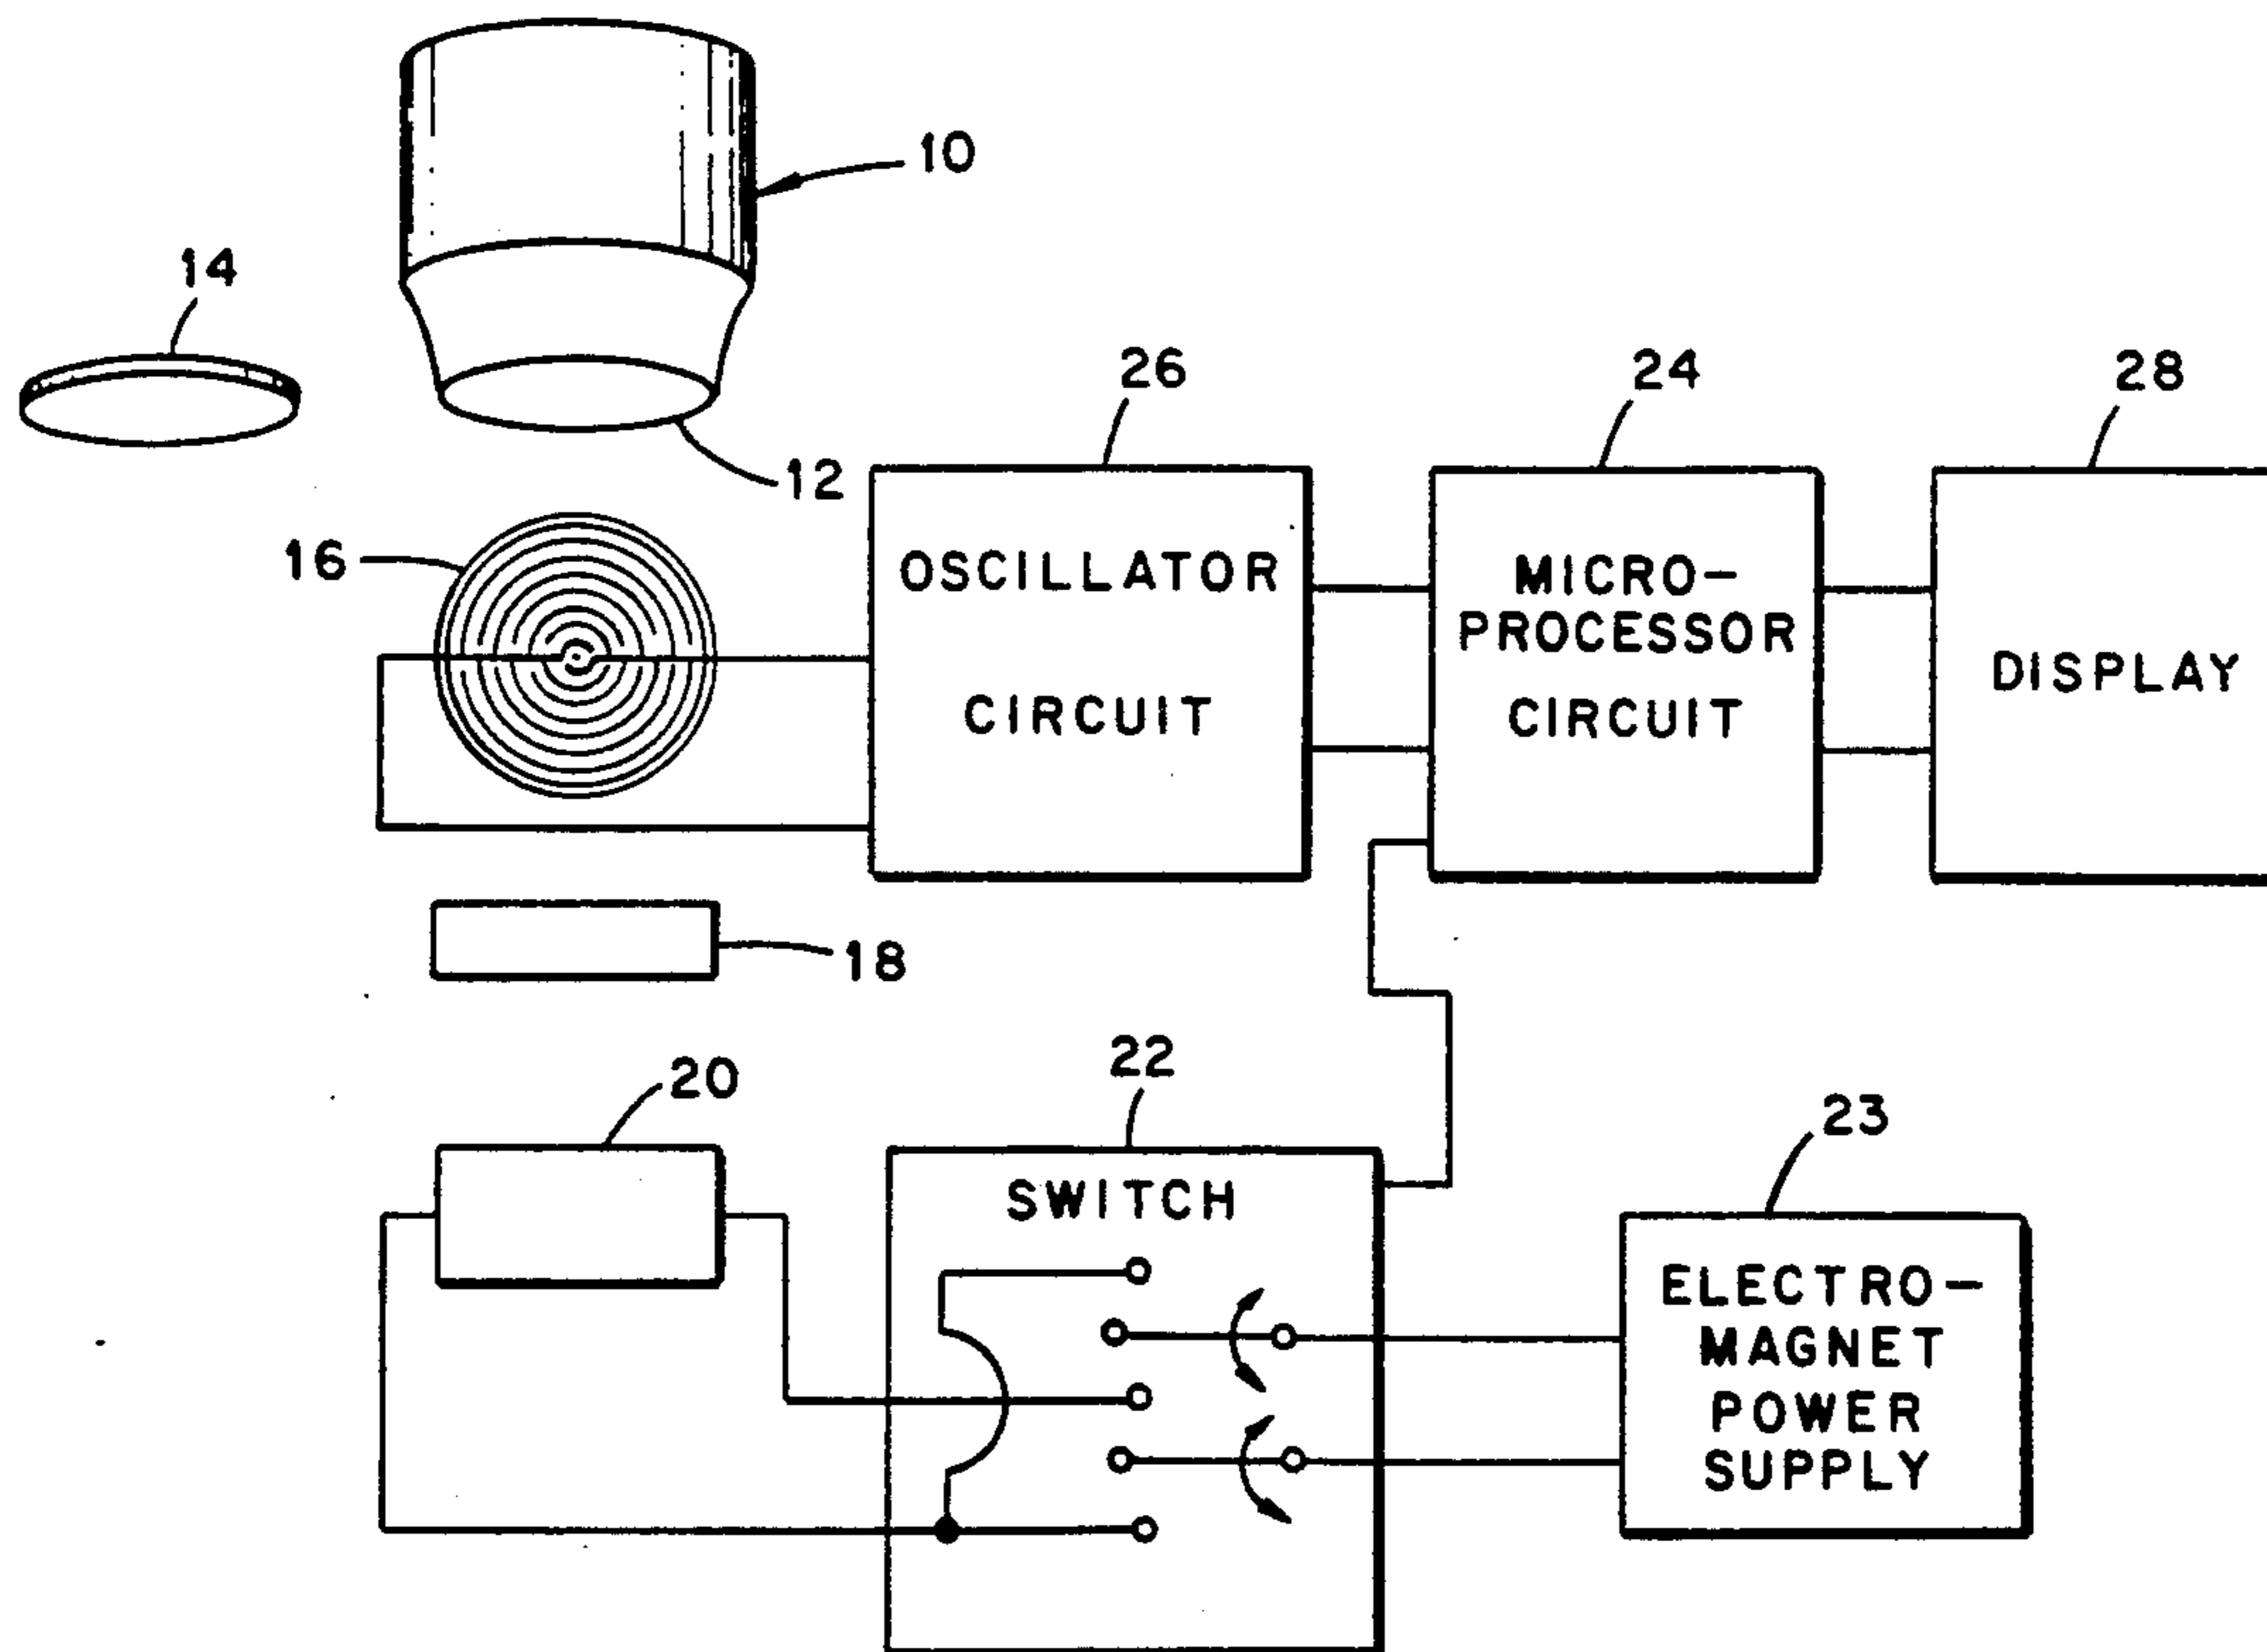 10
14
26
24
28
12
16
OSCILLATOR
CIRCUIT
MICRO-
PROCESSOR
CIRCUIT
DISPLAY
18
20
22
23
SWITCH
ELECTRO-
MAGNET
POWER
SUPPLY